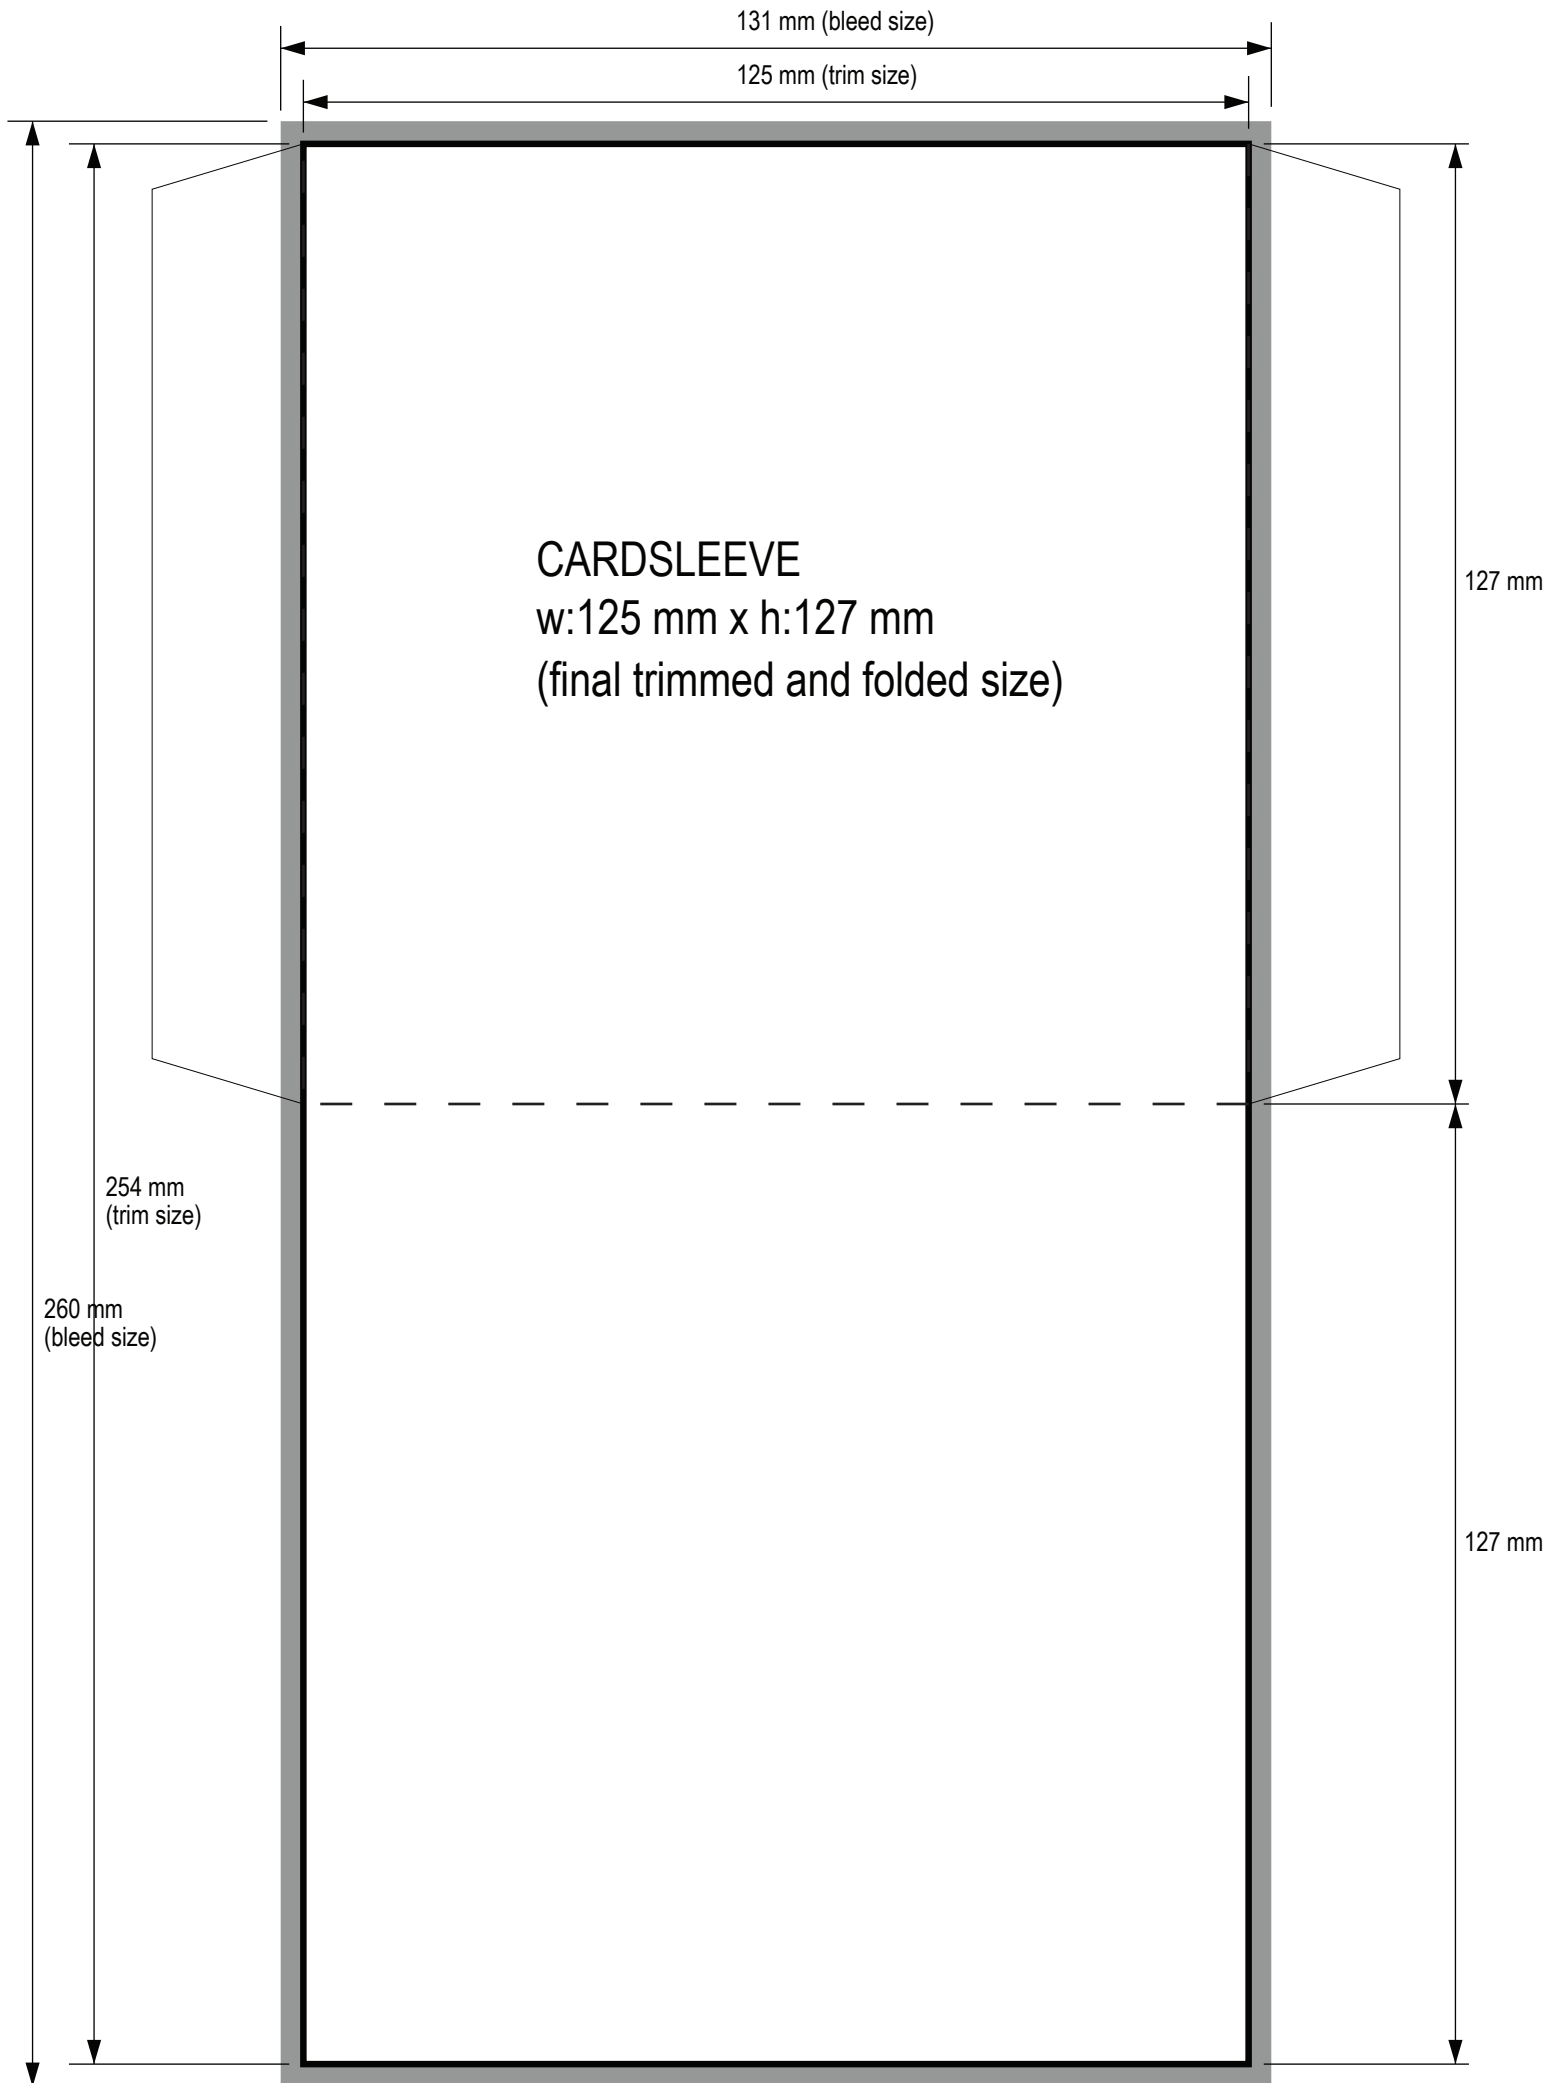 131 mm (bleed size)
125 mm (trim size)
CARDSLEEVE
w:125 mm x h:127 mm
(final trimmed and folded size)
127 mm
254 mm
(trim size)
260 mm
(bleed size)
127 mm